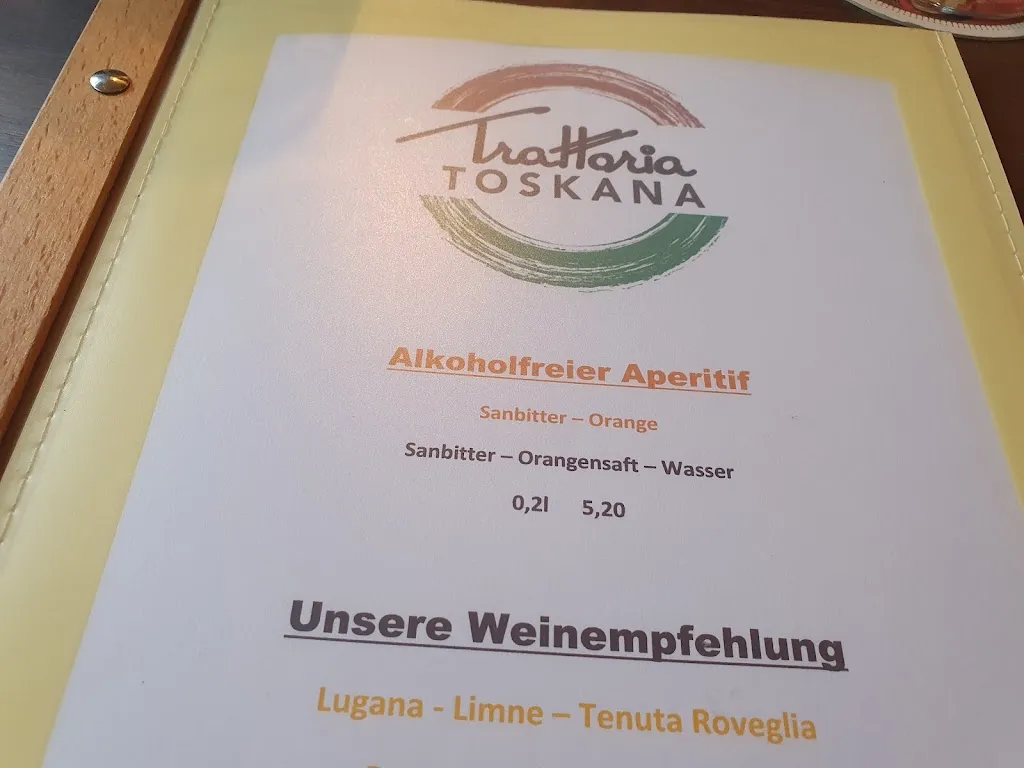 Trattoria
TOSKANA
Alkoholfreier Aperitif
Sanbitter – Orange
Sanbitter – Orangensaft – Wasser
0,2l 5,20
Unsere Weinempfehlung
Lugana - Limne – Tenuta Roveglia